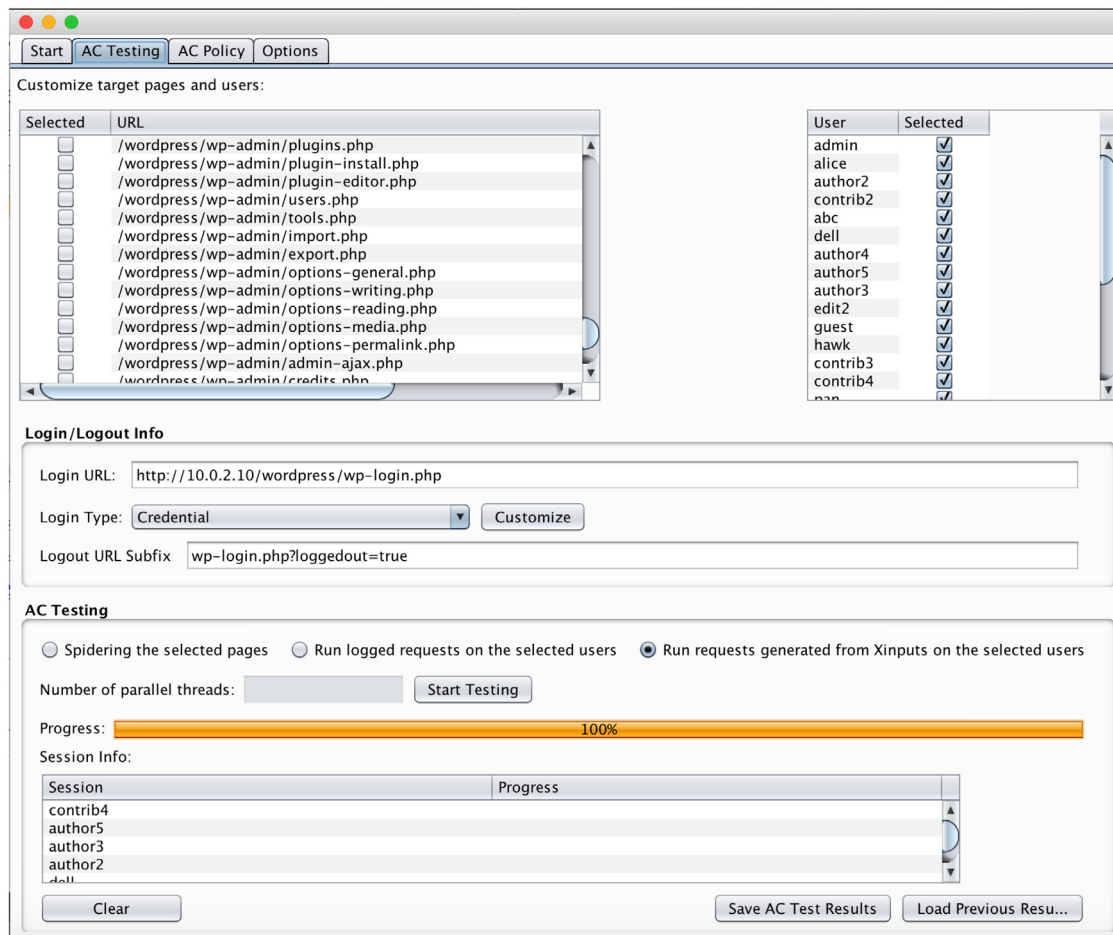 Start AC Testing AC Policy Options
Customize target pages and users:
Selected URL
/wordpress/wp-admin/plugins.php
/wordpress/wp-admin/plugin-install.php
/wordpress/wp-admin/plugin-editor.php
/wordpress/wp-admin/users.php
/wordpress/wp-admin/tools.php
/wordpress/wp-admin/import.php
/wordpress/wp-admin/export.php
/wordpress/wp-admin/options-general.php
/wordpress/wp-admin/options-writing.php
/wordpress/wp-admin/options-reading.php
/wordpress/wp-admin/options-media.php
/wordpress/wp-admin/options-permalink.php
/wordpress/wp-admin/admin-ajax.php
/wordpress/wp-admin/credits.php
User Selected
admin
alice
author2
contrib2
abc
dell
author4
author5
author3
edit2
guest
hawk
contrib3
contrib4
pan
Login/Logout Info
Login URL: http://10.0.2.10/wordpress/wp-login.php
Login Type: Credential Customize
Logout URL Subfix wp-login.php?loggedout=true
AC Testing
Spidering the selected pages Run logged requests on the selected users Run requests generated from Xinputs on the selected users
Number of parallel threads: Start Testing
Progress: 100%
Session Info:
Session Progress
contrib4
author5
author3
author2
dell
Clear Save AC Test Results Load Previous Resu...